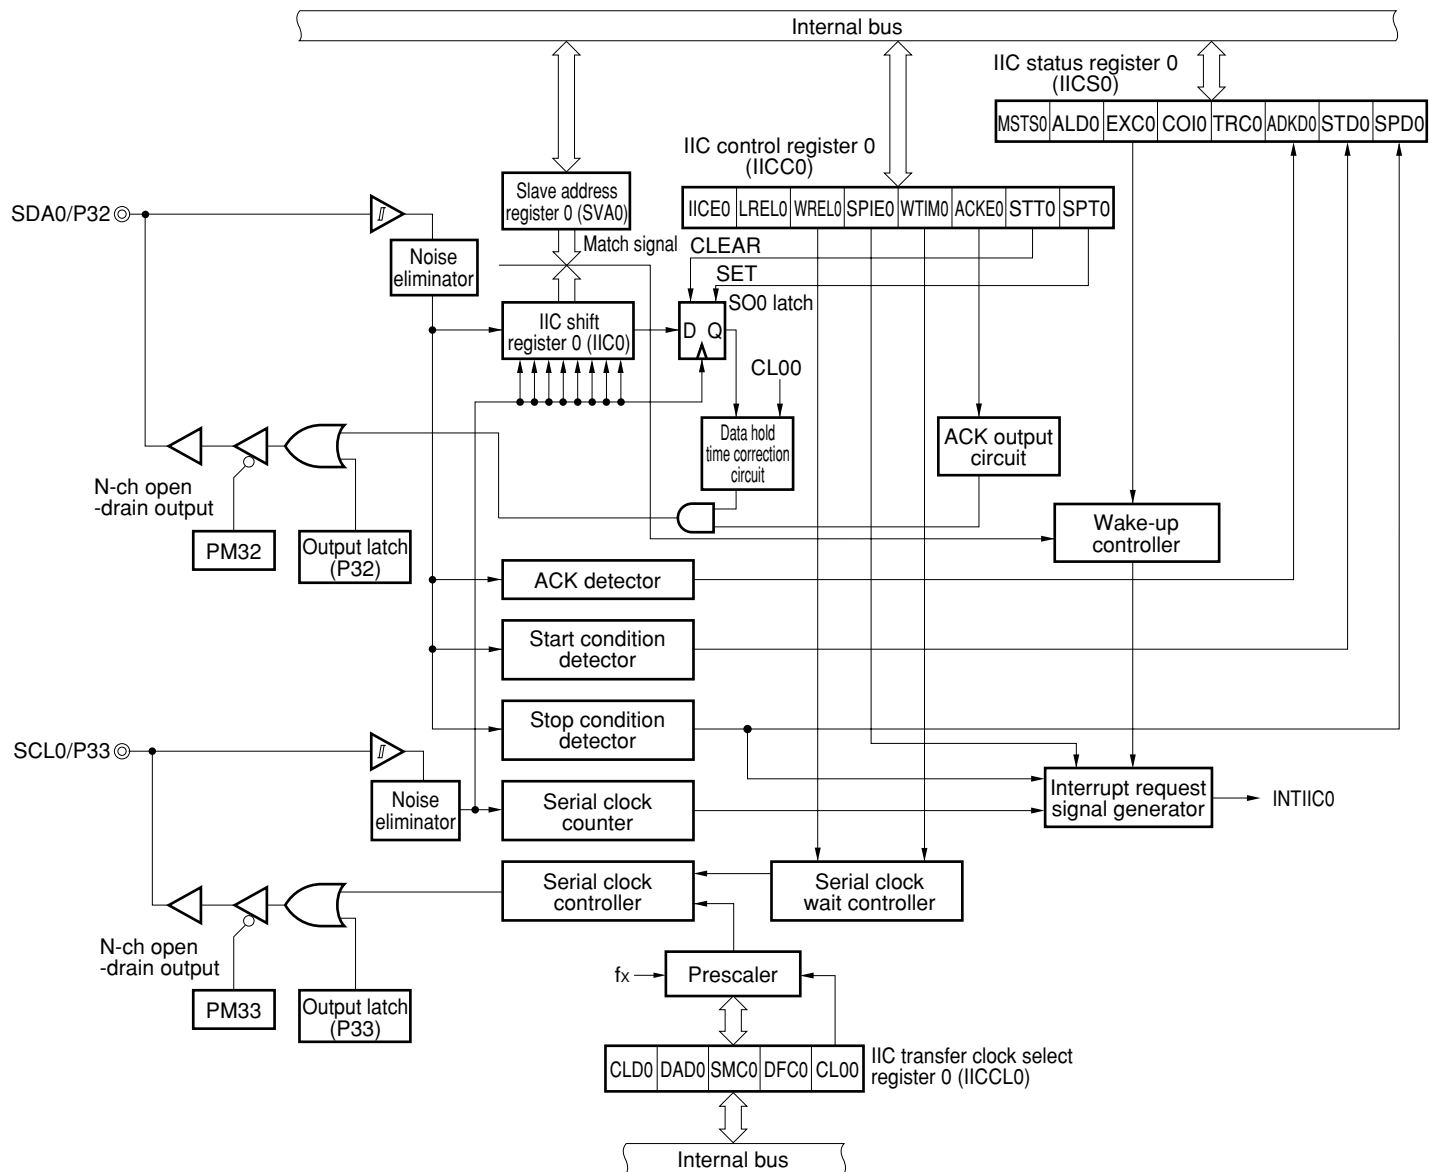 Internal bus
IIC status register 0
(IICS0)
MSTS0 ALD0 EXC0 COI0 TRC0 ADKD0 STD0 SPD0
IIC control register 0
(IICC0)
IICE0 LREL0 WREL0 SPIE0 WTIM0 ACKE0 STT0 SPT0
Slave address
register 0 (SVA0)
SDA0/P32
Match signal
CLEAR
SET
Noise
eliminator
SO0 latch
IIC shift
register 0 (IIC0)
D Q
CL00
Data hold
time correction
circuit
ACK output
circuit
N-ch open
-drain output
PM32
Output latch
(P32)
Wake-up
controller
ACK detector
Start condition
detector
Stop condition
detector
SCL0/P33
Noise
eliminator
Serial clock
counter
Interrupt request
signal generator
INTIIC0
Serial clock
controller
Serial clock
wait controller
N-ch open
-drain output
PM33
Output latch
(P33)
fx
Prescaler
CLD0 DAD0 SMC0 DFC0 CL00
IIC transfer clock select
register 0 (IICCL0)
Internal bus